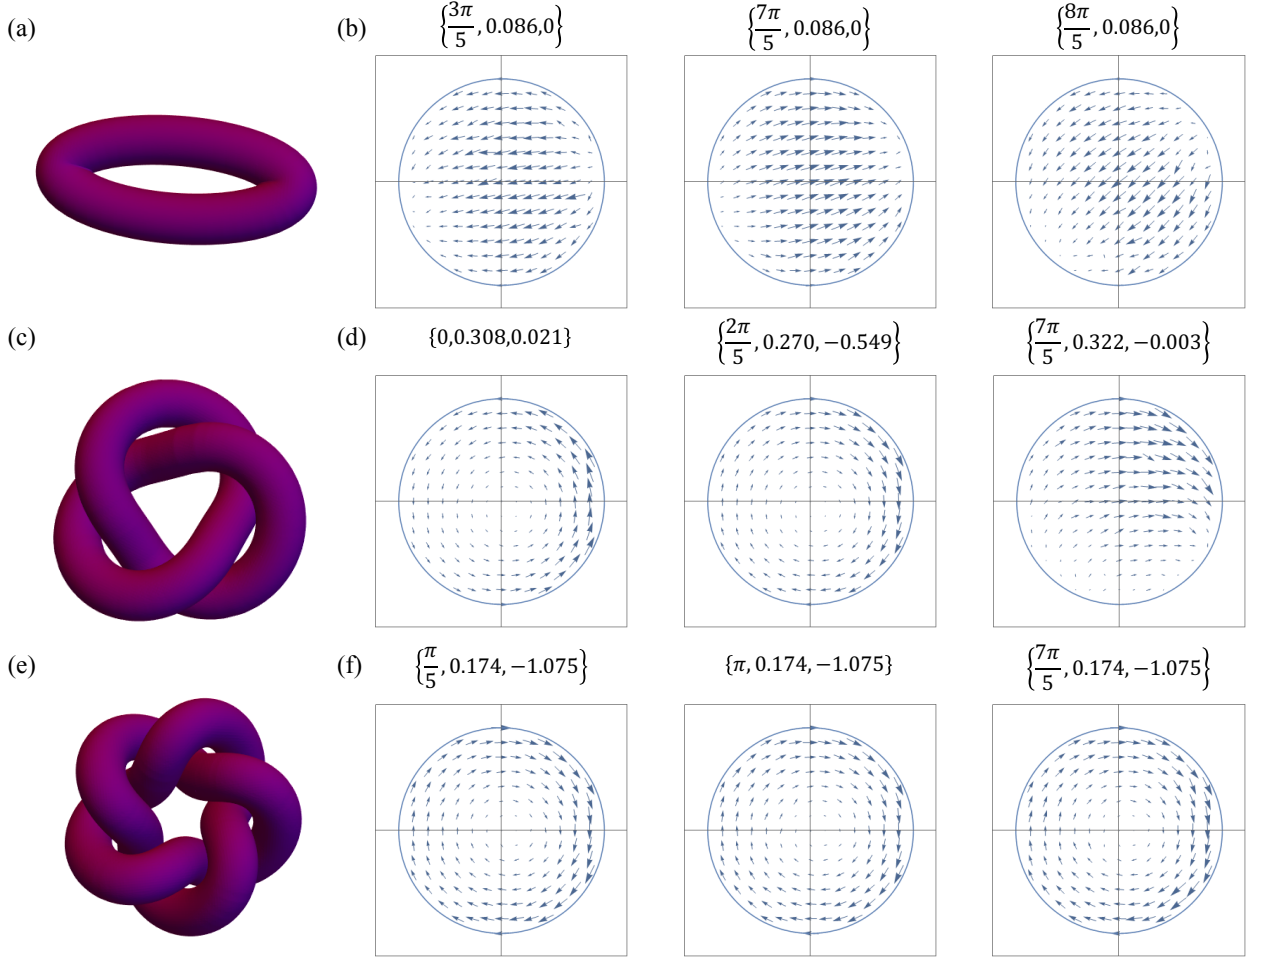 (a) (b) {3π/5, 0.086,0} {7π/5, 0.086,0} {8π/5, 0.086,0}
(c) (d) {0,0.308,0.021} {2π/5, 0.270, −0.549} {7π/5, 0.322, −0.003}
(e) (f) {π/5, 0.174, −1.075} {π, 0.174, −1.075} {7π/5, 0.174, −1.075}